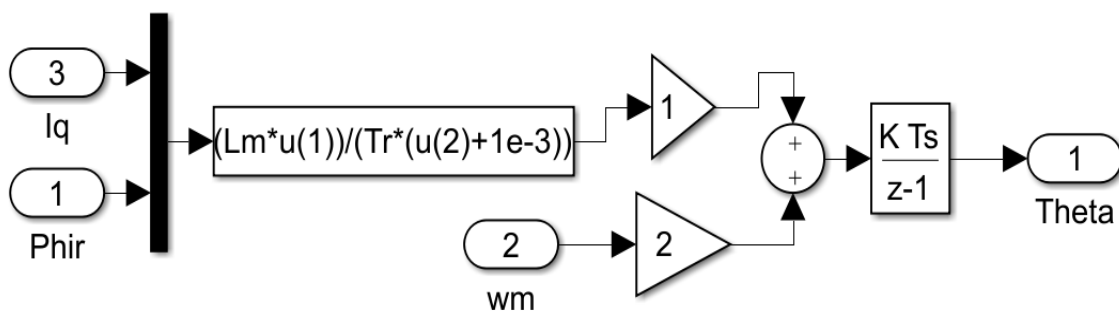 3
Iq
1
Phir
(Lm*u(1))/(Tr*(u(2)+1e-3))
1
2
wm
2
+
+
K Ts
z-1
1
Theta